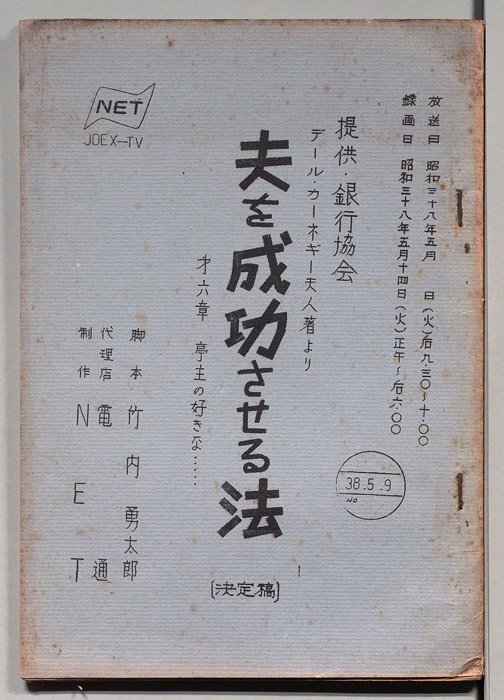 放送日 昭和三十八年五月 日(火)后九.三〇~十.〇〇
録画日 昭和三十八年五月十四日(火)正午~后六.〇〇
提供・銀行協会
デール・カーネギー夫人著より
夫を成功させる法
〔決定稿〕
才六章 亭主の好きな……
脚本 竹内勇太郎
代理店 電通
制作 NET
NET
JOEX-TV
38.5.9
NO